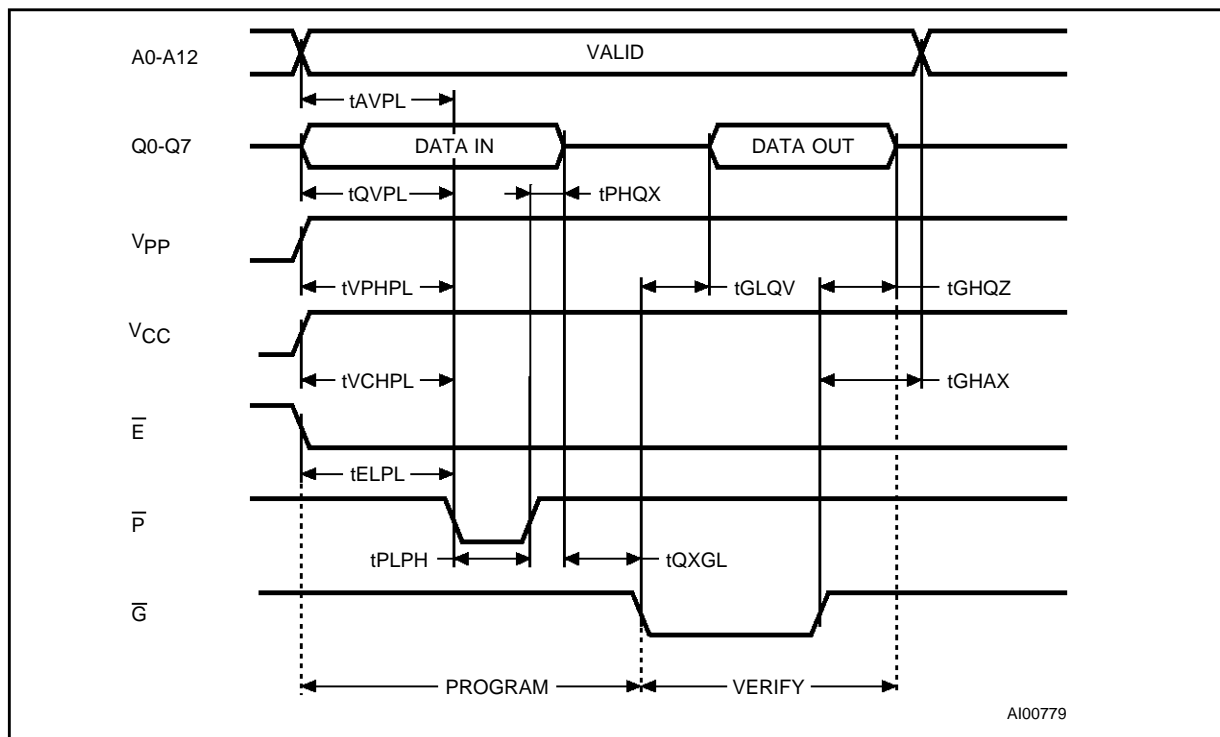 A0-A12
VALID
tAVPL
Q0-Q7
DATA IN
DATA OUT
tQVPL
tPHQX
VPP
tVPHPL
tGLQV
tGHQZ
VCC
tVCHPL
tGHAX
E̅
tELPL
P̅
tPLPH
tQXGL
G̅
PROGRAM
VERIFY
AI00779